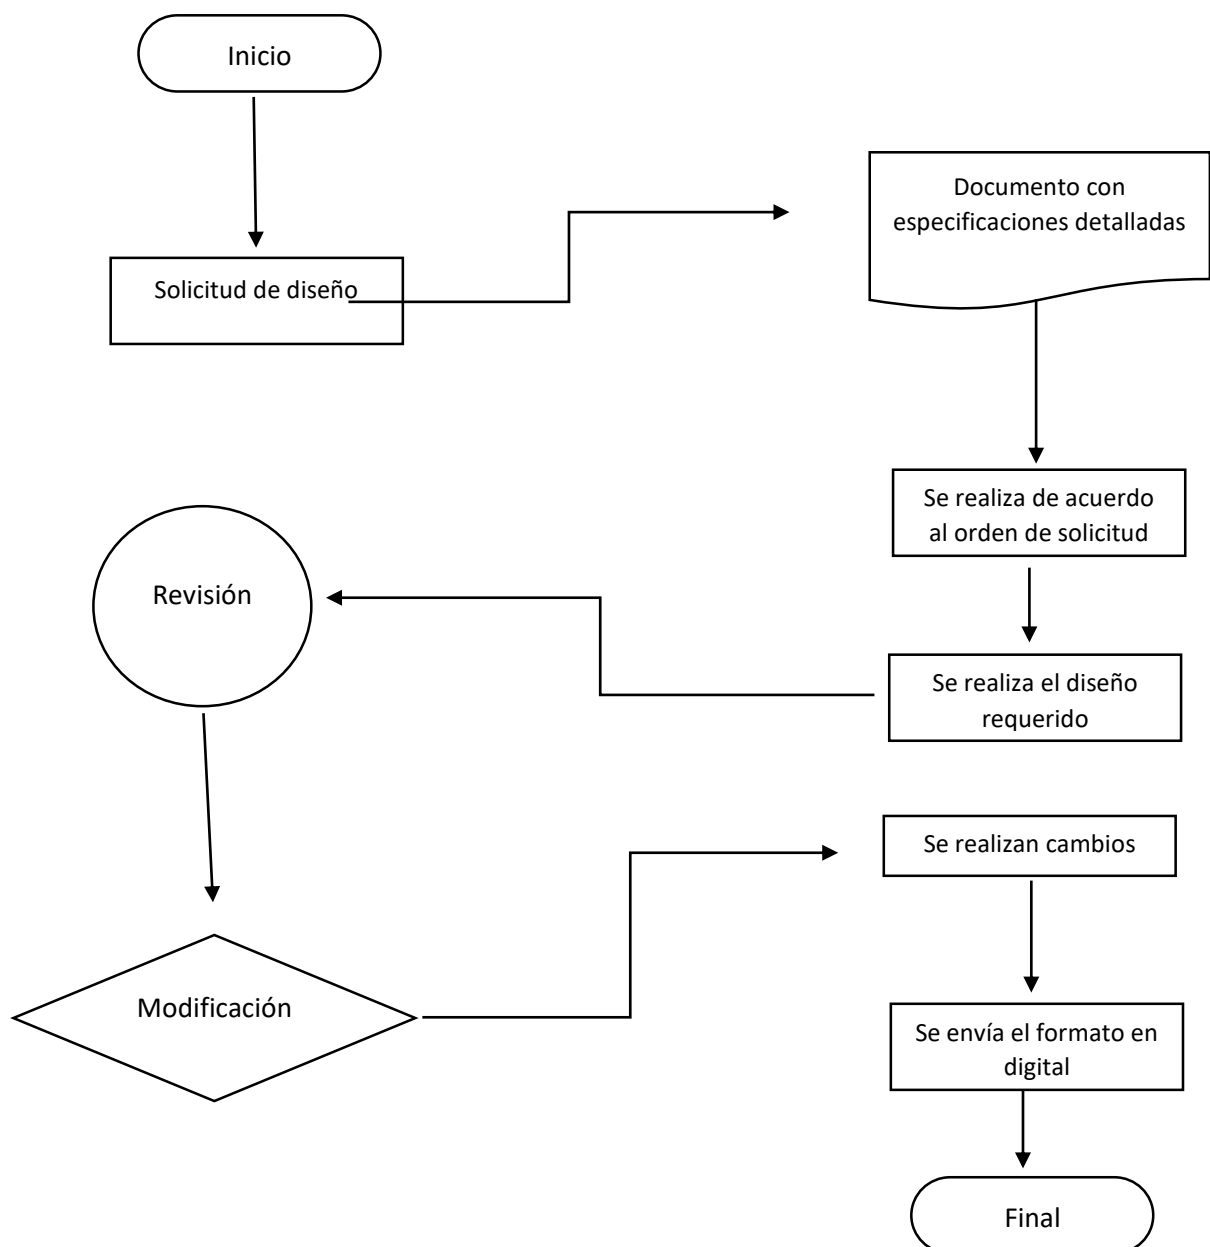 Inicio
Solicitud de diseño
Documento con
especificaciones detalladas
Se realiza de acuerdo
al orden de solicitud
Se realiza el diseño
requerido
Revisión
Modificación
Se realizan cambios
Se envía el formato en
digital
Final